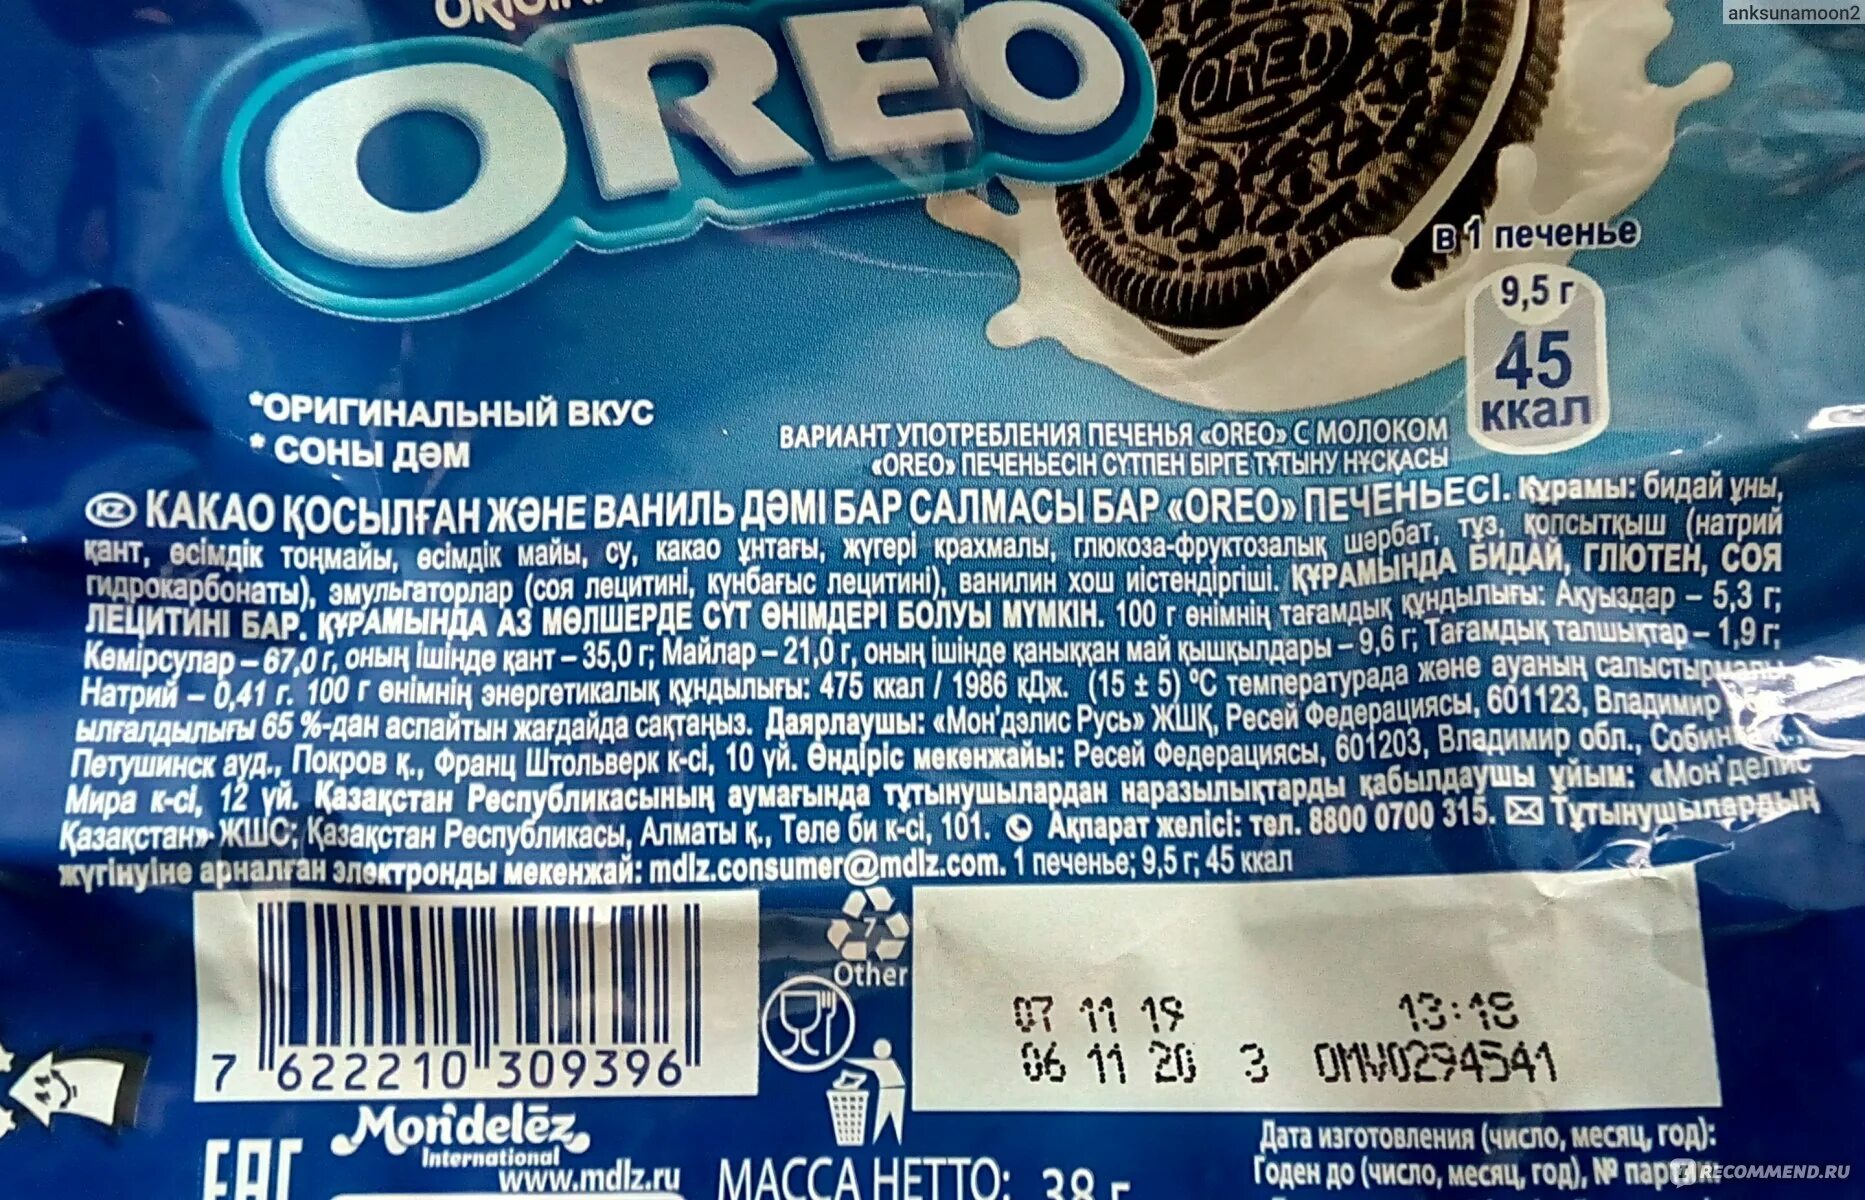 anksunamoon2
OREO
OREO
в 1 печенье
9,5 г
45
ккал
*ОРИГИНАЛЬНЫЙ ВКУС
* СОНЫ ДӘМ
ВАРИАНТ УПОТРЕБЛЕНИЯ ПЕЧЕНЬЯ «OREO» С МОЛОКОМ
«OREO» ПЕЧЕНЬЕСІН СҮТПЕН БІРГЕ ТҰТЫНУ НҰСҚАСЫ
KZ КАКАО ҚОСЫЛҒАН ЖӘНЕ ВАНИЛЬ ДӘМІ БАР САЛМАСЫ БАР «OREO» ПЕЧЕНЬЕСІ. Құрамы: бидай ұны,
қант, өсімдік тоңмайы, өсімдік майы, су, какао ұнтағы, жүгері крахмалы, глюкоза-фруктозалық шәрбат, тұз, қопсытқыш (натрий
гидрокарбонаты), эмульгаторлар (соя лецитині, күнбағыс лецитині), ванилин хош иістендіргіші. ҚҰРАМЫНДА БИДАЙ, ГЛЮТЕН, СОЯ
ЛЕЦИТИНІ БАР. ҚҰРАМЫНДА АЗ МӨЛШЕРДЕ СҮТ ӨНІМДЕРІ БОЛУЫ МҮМКІН. 100 г өнімнің тағамдық құндылығы: Ақуыздар – 5,3 г;
Көмірсулар – 67,0 г, оның ішінде қант – 35,0 г; Майлар – 21,0 г, оның ішінде қаныққан май қышқылдары – 9,6 г; Тағамдық талшықтар – 1,9 г;
Натрий – 0,41 г. 100 г өнімнің энергетикалық құндылығы: 475 ккал / 1986 кДж. (15 ± 5) °С температурада және ауаның салыстырмалы
ылғалдылығы 65 %-дан аспайтын жағдайда сақтаңыз. Даярлаушы: «Мон'дэлис Русь» ЖШҚ, Ресей Федерациясы, 601123, Владимир
Петушинск ауд., Покров қ., Франц Штольверк к-сі, 10 үй. Өндіріс мекенжайы: Ресей Федерациясы, 601203, Владимир обл., Собинка қ.,
Мира к-сі, 12 үй. Қазақстан Республикасының аумағында тұтынушылардан наразылықтарды қабылдаушы ұйым: «Мон'делис
Қазақстан» ЖШС; Қазақстан Республикасы, Алматы қ., Төле би к-сі, 101. Ақпарат желісі: тел. 8800 0700 315. Тұтынушылардың
жүгінуіне арналған электронды мекенжай: mdlz.consumer@mdlz.com. 1 печенье; 9,5 г; 45 ккал
7
Other
07 11 19 13:18
06 11 20 3 OMV0294541
7 622210 309396
Mondelēz
International
www.mdlz.ru
EAC
МАССА НЕТТО: 38 г
Дата изготовления (число, месяц, год):
Годен до (число, месяц, год), № партии
RECOMMEND.RU